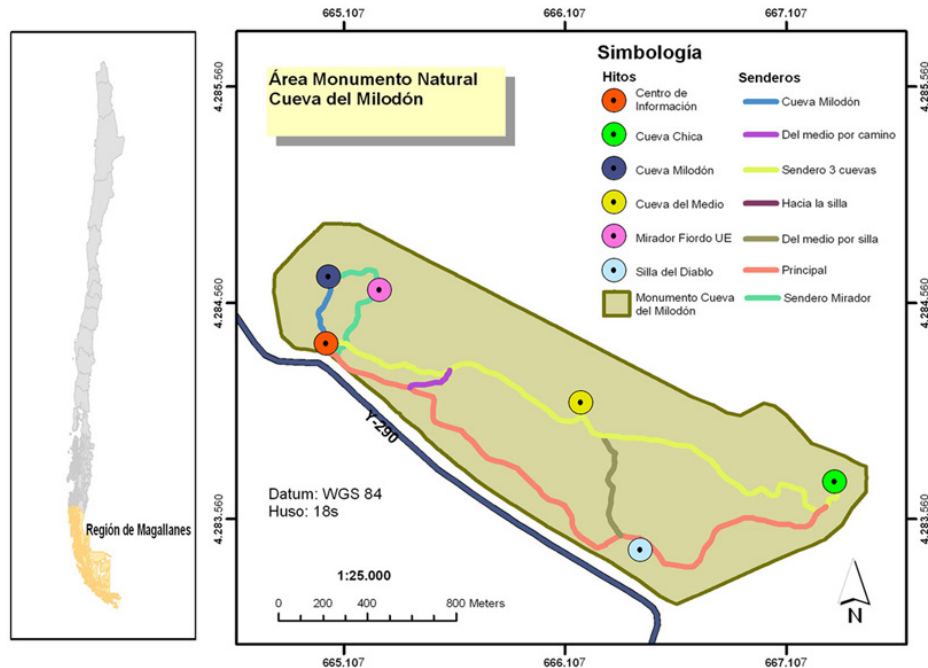 665.107
666.107
667.107
Área Monumento Natural
Cueva del Milodón
Simbología
Hitos
Senderos
Centro de
Información
Cueva Milodón
Cueva Chica
Del medio por camino
Cueva Milodón
Sendero 3 cuevas
Cueva del Medio
Hacia la silla
Mirador Fiordo UE
Del medio por silla
Silla del Diablo
Principal
Monumento Cueva
del Milodón
Sendero Mirador
4.285.560
4.285.560
4.284.560
4.284.560
Y-290
Datum: WGS 84
Huso: 18s
4.283.560
4.283.560
Región de Magallanes
1:25.000
0 200 400 800 Meters
N
665.107
666.107
667.107